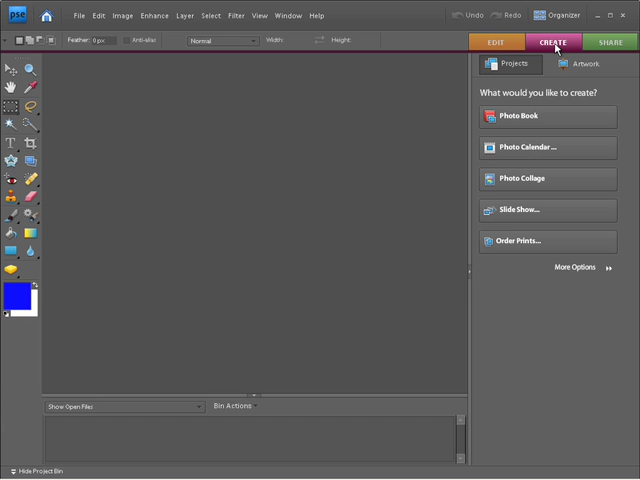 pse File Edit Image Enhance Layer Select Filter View Window Help Undo Redo Organizer
Feather: 0 px Anti-alias Normal Width: Height: EDIT CREATE SHARE
Projects Artwork
What would you like to create?
Photo Book
Photo Calendar ...
Photo Collage
Slide Show...
Order Prints...
More Options
Show Open Files Bin Actions
Hide Project Bin